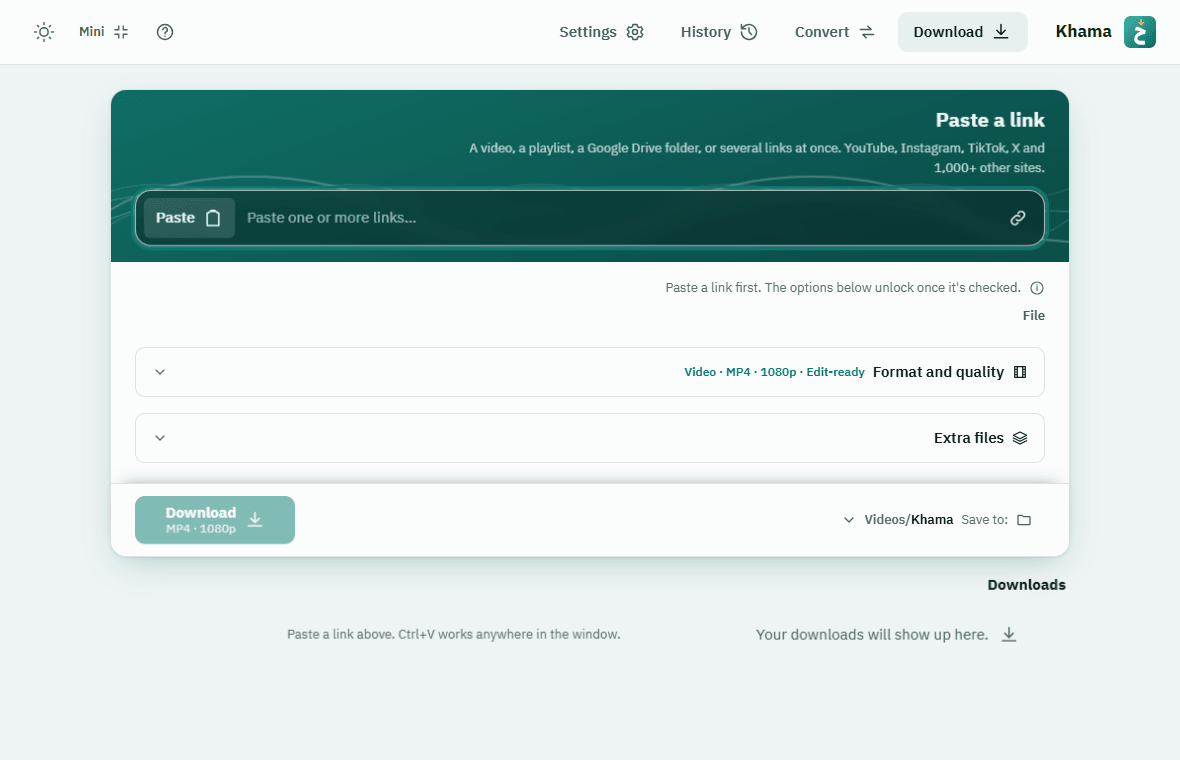 Khama
Download
Convert
History
Settings
Mini
Paste a link
A video, a playlist, a Google Drive folder, or several links at once. YouTube, Instagram, TikTok, X and
1,000+ other sites.
Paste
Paste one or more links...
Paste a link first. The options below unlock once it's checked.
File
Format and quality
Video · MP4 · 1080p · Edit-ready
Extra files
Save to:
Videos/Khama
Download
MP4 · 1080p
Downloads
Your downloads will show up here.
Paste a link above. Ctrl+V works anywhere in the window.